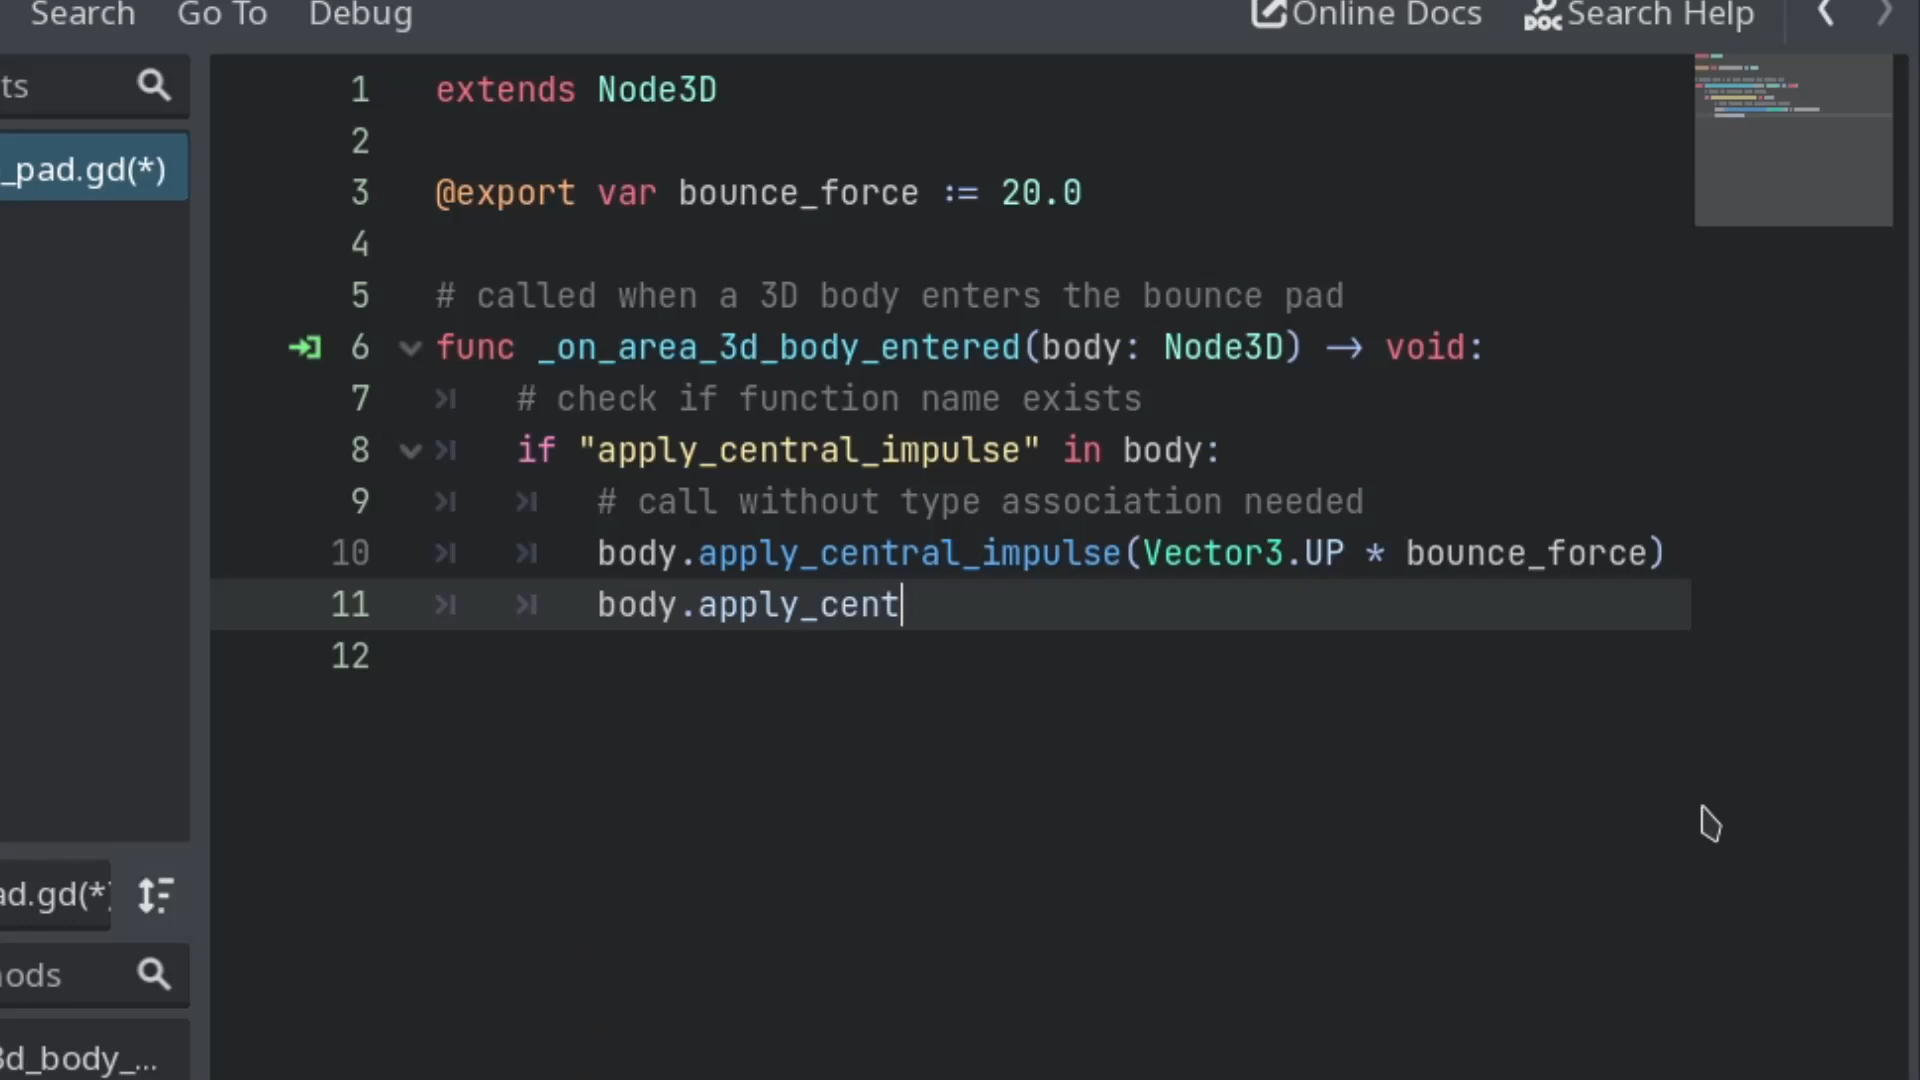 Search Go To Debug Online Docs Search Help
ts
_pad.gd(*)
1 extends Node3D
2
3 @export var bounce_force := 20.0
4
5 # called when a 3D body enters the bounce pad
6 func _on_area_3d_body_entered(body: Node3D) -> void:
7 # check if function name exists
8 if "apply_central_impulse" in body:
9 # call without type association needed
10 body.apply_central_impulse(Vector3.UP * bounce_force)
11 body.apply_cent
12
ad.gd(*)
hods
3d_body_...